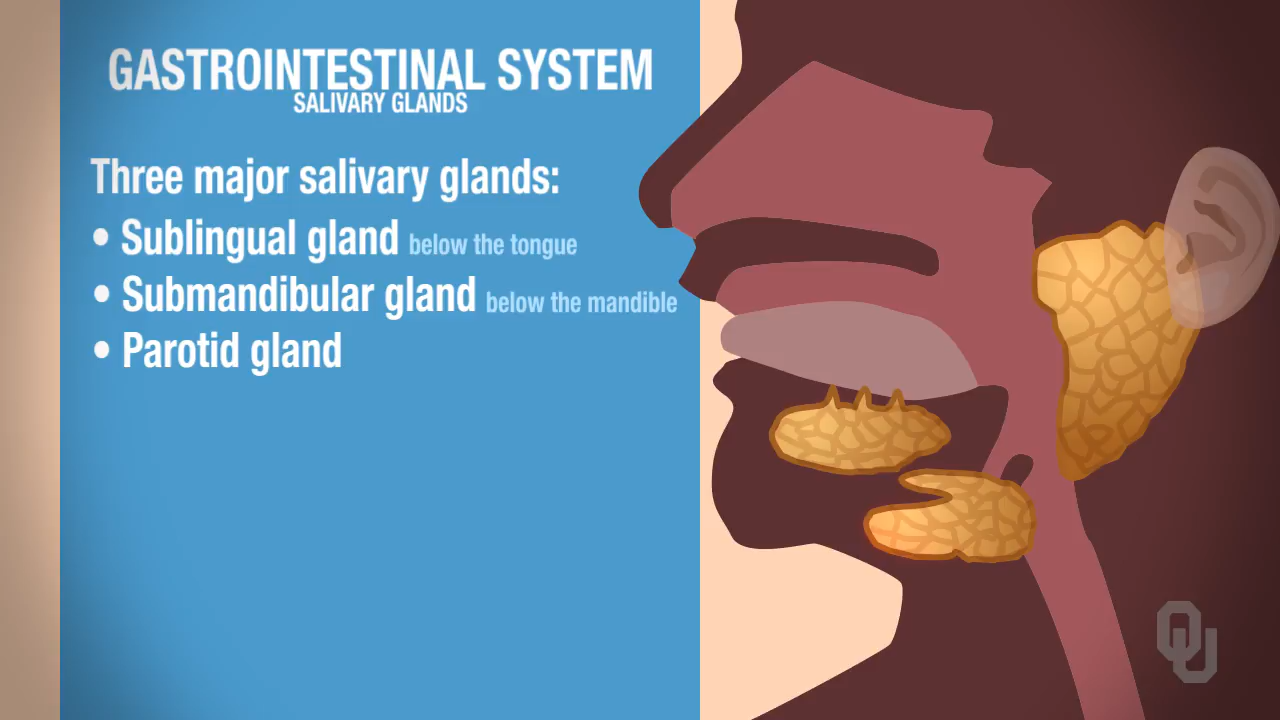 GASTROINTESTINAL SYSTEM
SALIVARY GLANDS
Three major salivary glands:
• Sublingual gland below the tongue
• Submandibular gland below the mandible
• Parotid gland
OU